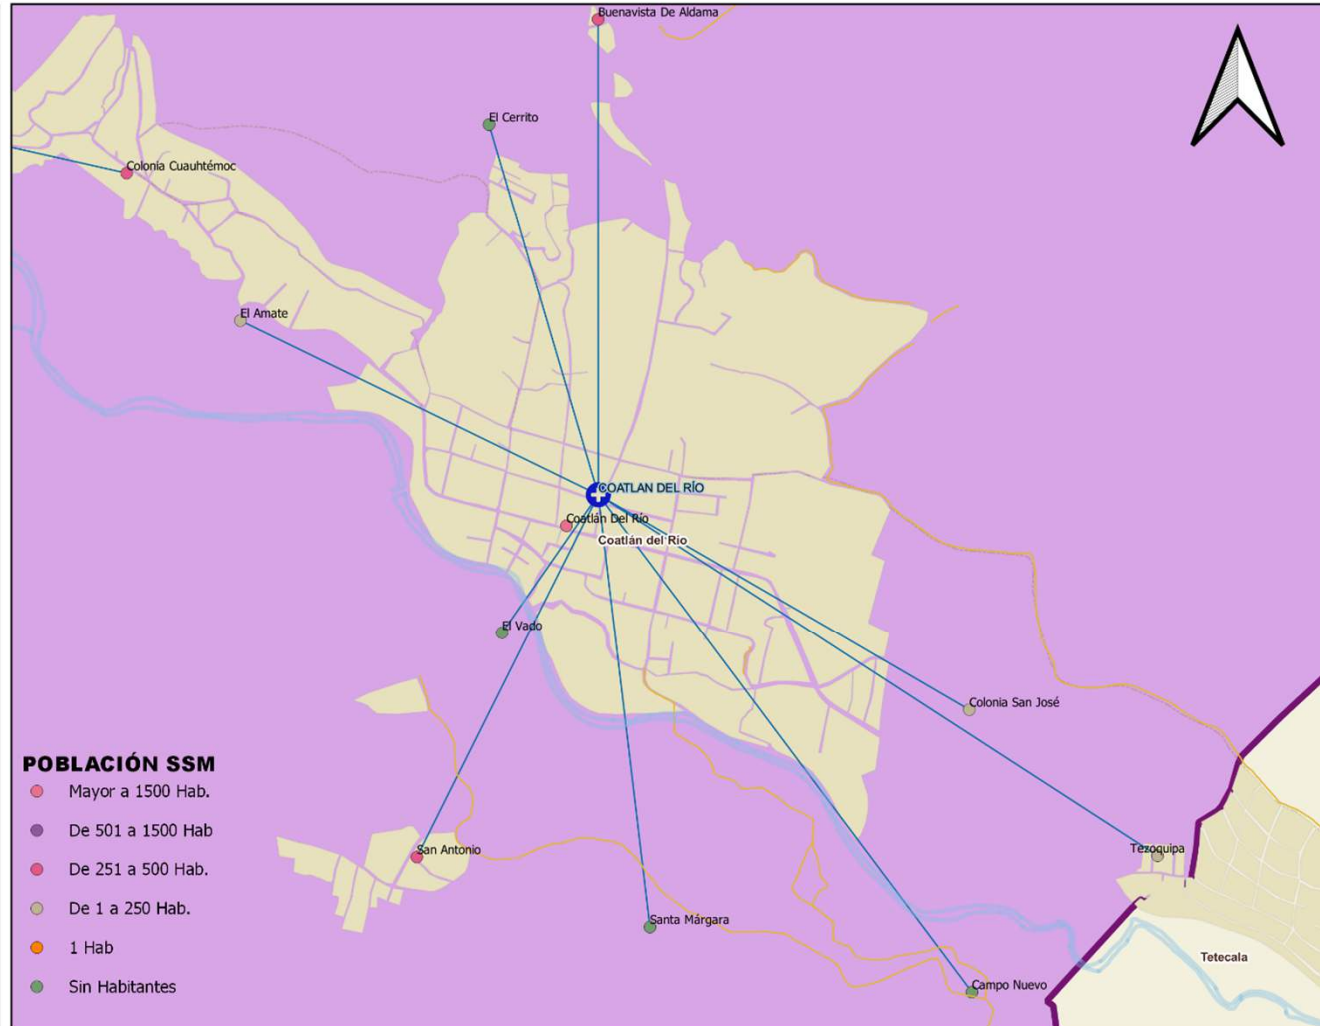 Buenavista De Aldama
El Cerrito
Colonia Cuauhtémoc
El Amate
COATLAN DEL RÍO
Coatlán Del Río
Coatlán del Río
El Vado
Colonia San José
Tezoquipa
San Antonio
Santa Márgara
Tetecala
Campo Nuevo
POBLACIÓN SSM
Mayor a 1500 Hab.
De 501 a 1500 Hab
De 251 a 500 Hab.
De 1 a 250 Hab.
1 Hab
Sin Habitantes